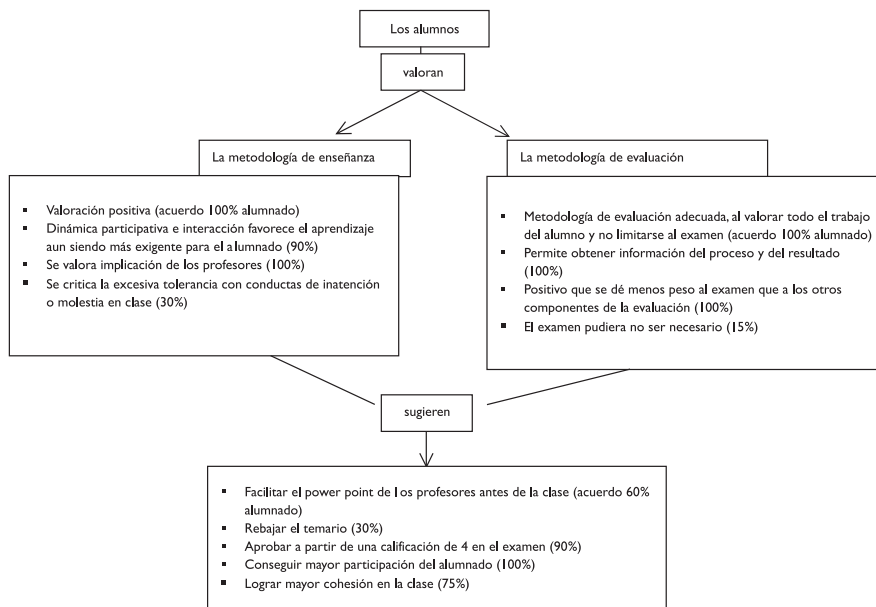 Los alumnos
valoran
La metodología de enseñanza
▪ Valoración positiva (acuerdo 100% alumnado)
▪ Dinámica participativa e interacción favorece el aprendizaje
aun siendo más exigente para el alumnado (90%)
▪ Se valora implicación de los profesores (100%)
▪ Se critica la excesiva tolerancia con conductas de inatención
o molestia en clase (30%)
La metodología de evaluación
▪ Metodología de evaluación adecuada, al valorar todo el trabajo
del alumno y no limitarse al examen (acuerdo 100% alumnado)
▪ Permite obtener información del proceso y del resultado
(100%)
▪ Positivo que se dé menos peso al examen que a los otros
componentes de la evaluación (100%)
▪ El examen pudiera no ser necesario (15%)
sugieren
▪ Facilitar el power point de los profesores antes de la clase (acuerdo 60%
alumnado)
▪ Rebajar el temario (30%)
▪ Aprobar a partir de una calificación de 4 en el examen (90%)
▪ Conseguir mayor participación del alumnado (100%)
▪ Lograr mayor cohesión en la clase (75%)